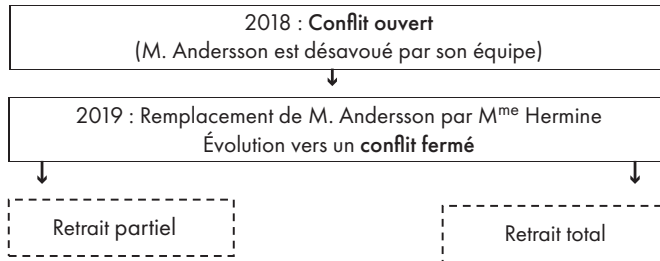 2018 : Conflit ouvert
(M. Andersson est désavoué par son équipe)
2019 : Remplacement de M. Andersson par Mᵐᵉ Hermine
Évolution vers un conflit fermé
Retrait partiel
Retrait total